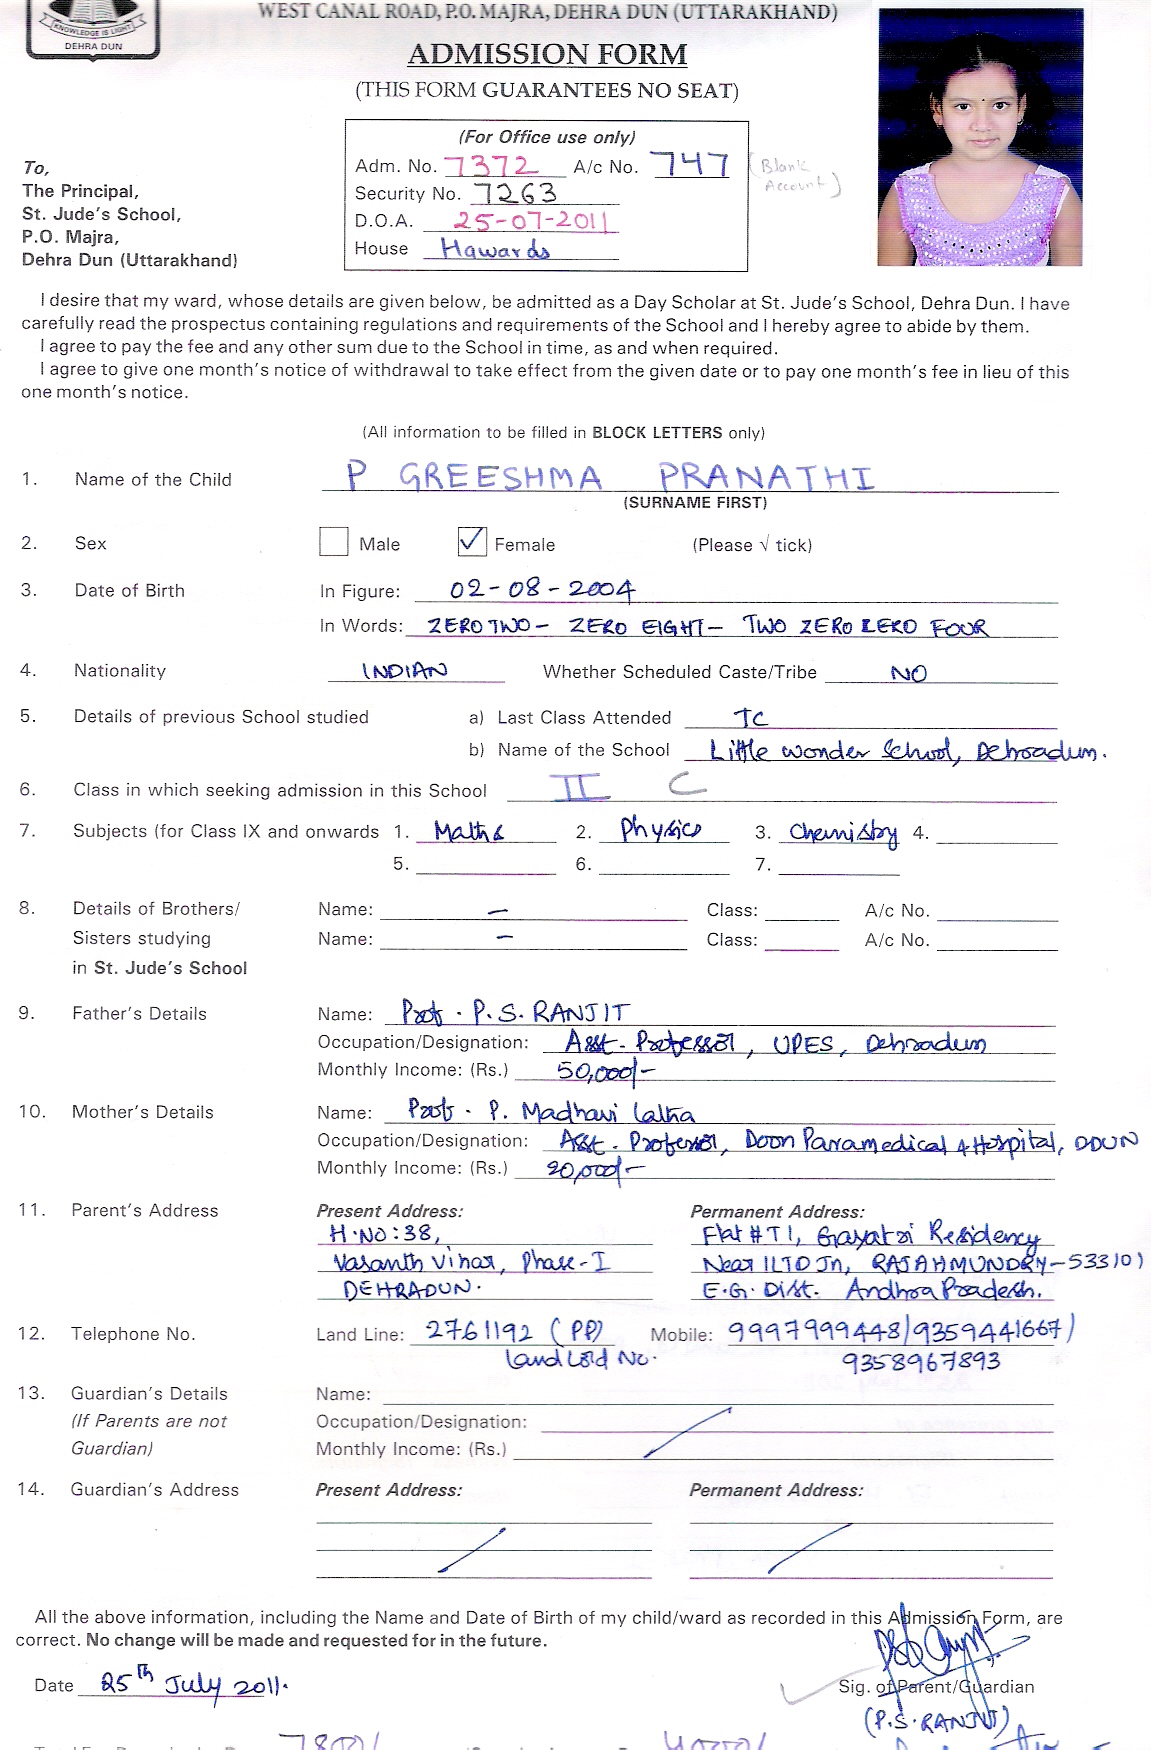 WEST CANAL ROAD, P.O. MAJRA, DEHRA DUN (UTTARAKHAND)
KNOWLEDGE IS LIGHT
DEHRA DUN
ADMISSION FORM
(THIS FORM GUARANTEES NO SEAT)
(For Office use only)
Adm. No. 7372 A/c No. 747 (Blank Account)
Security No. 7263
D.O.A. 25-07-2011
House Hawards
To,
The Principal,
St. Jude's School,
P.O. Majra,
Dehra Dun (Uttarakhand)
I desire that my ward, whose details are given below, be admitted as a Day Scholar at St. Jude's School, Dehra Dun. I have
carefully read the prospectus containing regulations and requirements of the School and I hereby agree to abide by them.
I agree to pay the fee and any other sum due to the School in time, as and when required.
I agree to give one month's notice of withdrawal to take effect from the given date or to pay one month's fee in lieu of this
one month's notice.
(All information to be filled in BLOCK LETTERS only)
1. Name of the Child P GREESHMA PRANATHI
(SURNAME FIRST)
2. Sex Male ✓ Female (Please √ tick)
3. Date of Birth In Figure: 02-08-2004
In Words: ZERO TWO - ZERO EIGHT - TWO ZERO ZERO FOUR
4. Nationality INDIAN Whether Scheduled Caste/Tribe NO
5. Details of previous School studied a) Last Class Attended TC
b) Name of the School Little wonder School, Dehradun.
6. Class in which seeking admission in this School II C
7. Subjects (for Class IX and onwards 1. Maths 2. Physics 3. Chemistry 4.
5. 6. 7.
8. Details of Brothers/ Name: - Class: A/c No.
Sisters studying Name: - Class: A/c No.
in St. Jude's School
9. Father's Details Name: Prof. P.S. RANJIT
Occupation/Designation: Asst. Professor, UPES, Dehradun
Monthly Income: (Rs.) 50,000/-
10. Mother's Details Name: Prof. P. Madhavi Latha
Occupation/Designation: Asst. Professor, Doon Paramedical & Hospital, DDUN
Monthly Income: (Rs.) 20,000/-
11. Parent's Address Present Address: Permanent Address:
H.NO:38, Flat # T1, Gayatri Residency
Vasanth Vihar, Phase-I Near ILTD Jn, RAJAHMUNDRY-533101
DEHRADUN. E.G. Dist. Andhra Pradesh.
12. Telephone No. Land Line: 2761192 (PP) Mobile: 9997999448/9359441667/
Land Lord No. 9358967893
13. Guardian's Details Name:
(If Parents are not Occupation/Designation:
Guardian) Monthly Income: (Rs.)
14. Guardian's Address Present Address: Permanent Address:
All the above information, including the Name and Date of Birth of my child/ward as recorded in this Admission Form, are
correct. No change will be made and requested for in the future.
Date 25th July 2011.
Sig. of Parent/Guardian
(P.S. RANJIT)